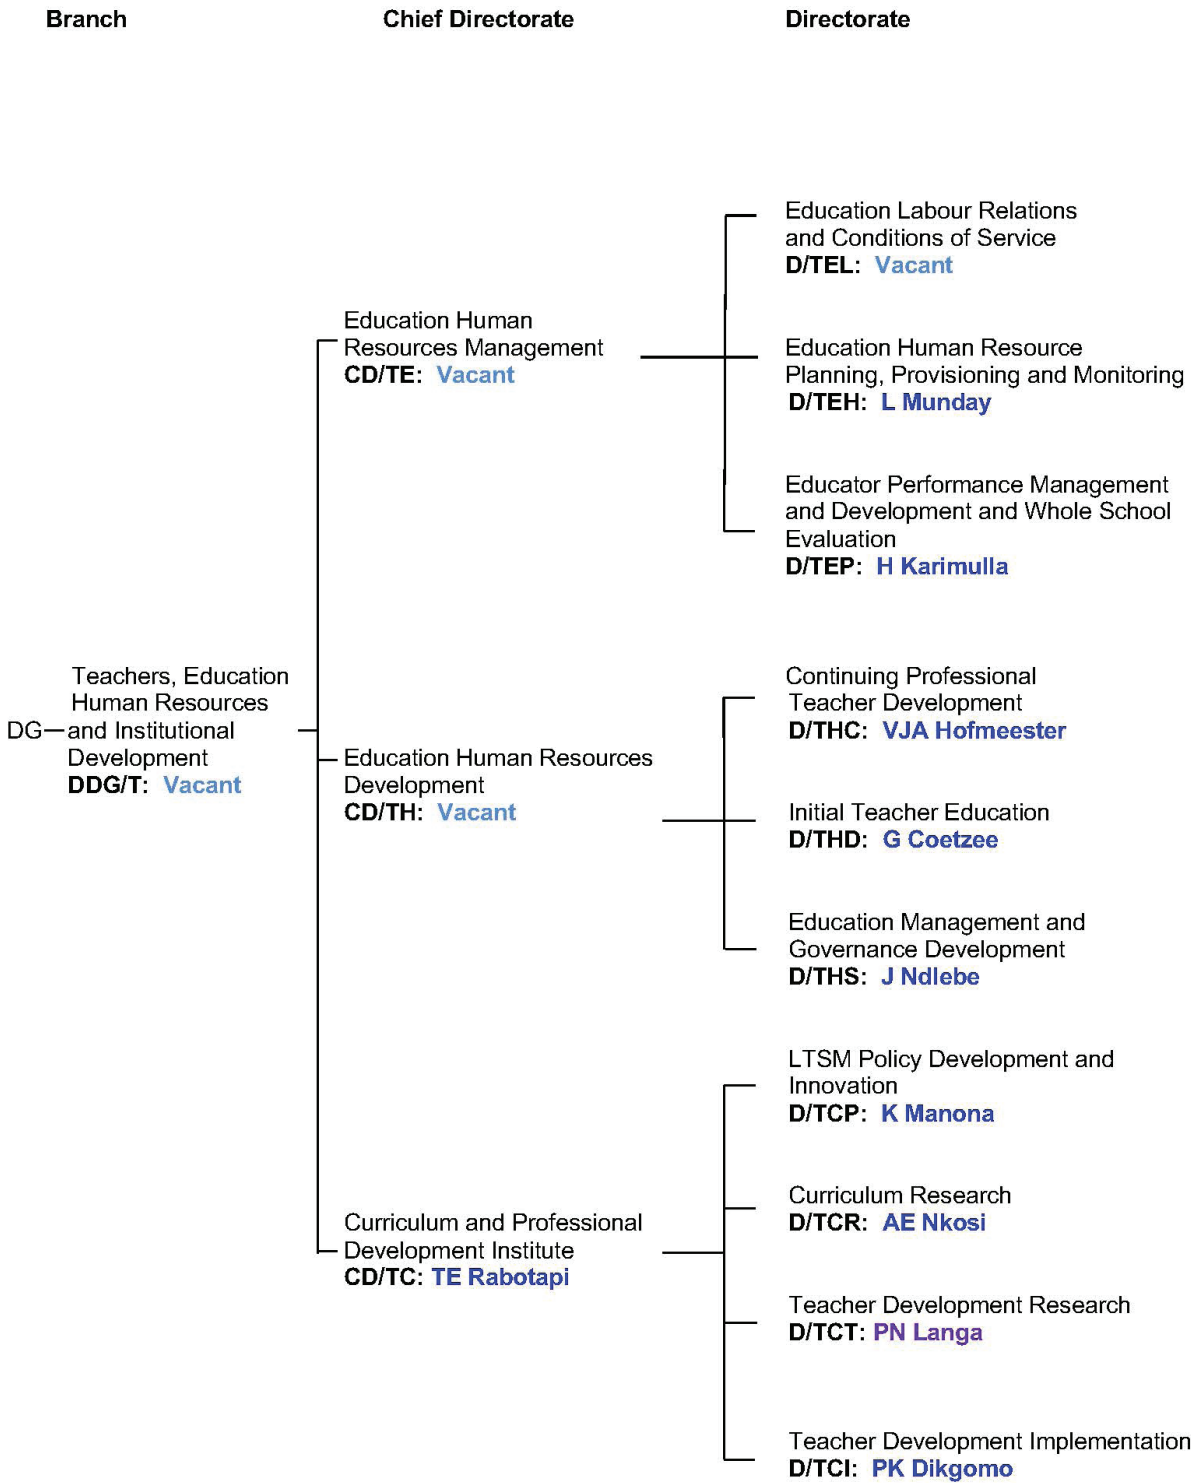 Branch
Chief Directorate
Directorate
DG
Teachers, Education
Human Resources
and Institutional
Development
DDG/T: Vacant
Education Human
Resources Management
CD/TE: Vacant
Education Labour Relations
and Conditions of Service
D/TEL: Vacant
Education Human Resource
Planning, Provisioning and Monitoring
D/TEH: L Munday
Educator Performance Management
and Development and Whole School
Evaluation
D/TEP: H Karimulla
Education Human Resources
Development
CD/TH: Vacant
Continuing Professional
Teacher Development
D/THC: VJA Hofmeester
Initial Teacher Education
D/THD: G Coetzee
Education Management and
Governance Development
D/THS: J Ndlebe
Curriculum and Professional
Development Institute
CD/TC: TE Rabotapi
LTSM Policy Development and
Innovation
D/TCP: K Manona
Curriculum Research
D/TCR: AE Nkosi
Teacher Development Research
D/TCT: PN Langa
Teacher Development Implementation
D/TCI: PK Dikgomo